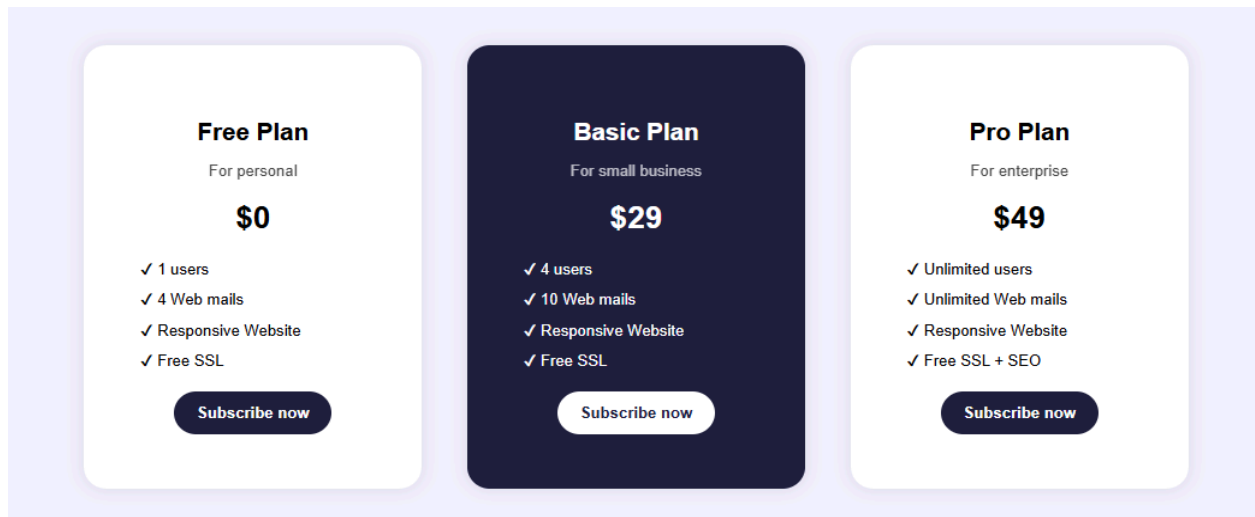 Free Plan
For personal
$0
✓ 1 users
✓ 4 Web mails
✓ Responsive Website
✓ Free SSL
Subscribe now
Basic Plan
For small business
$29
✓ 4 users
✓ 10 Web mails
✓ Responsive Website
✓ Free SSL
Subscribe now
Pro Plan
For enterprise
$49
✓ Unlimited users
✓ Unlimited Web mails
✓ Responsive Website
✓ Free SSL + SEO
Subscribe now